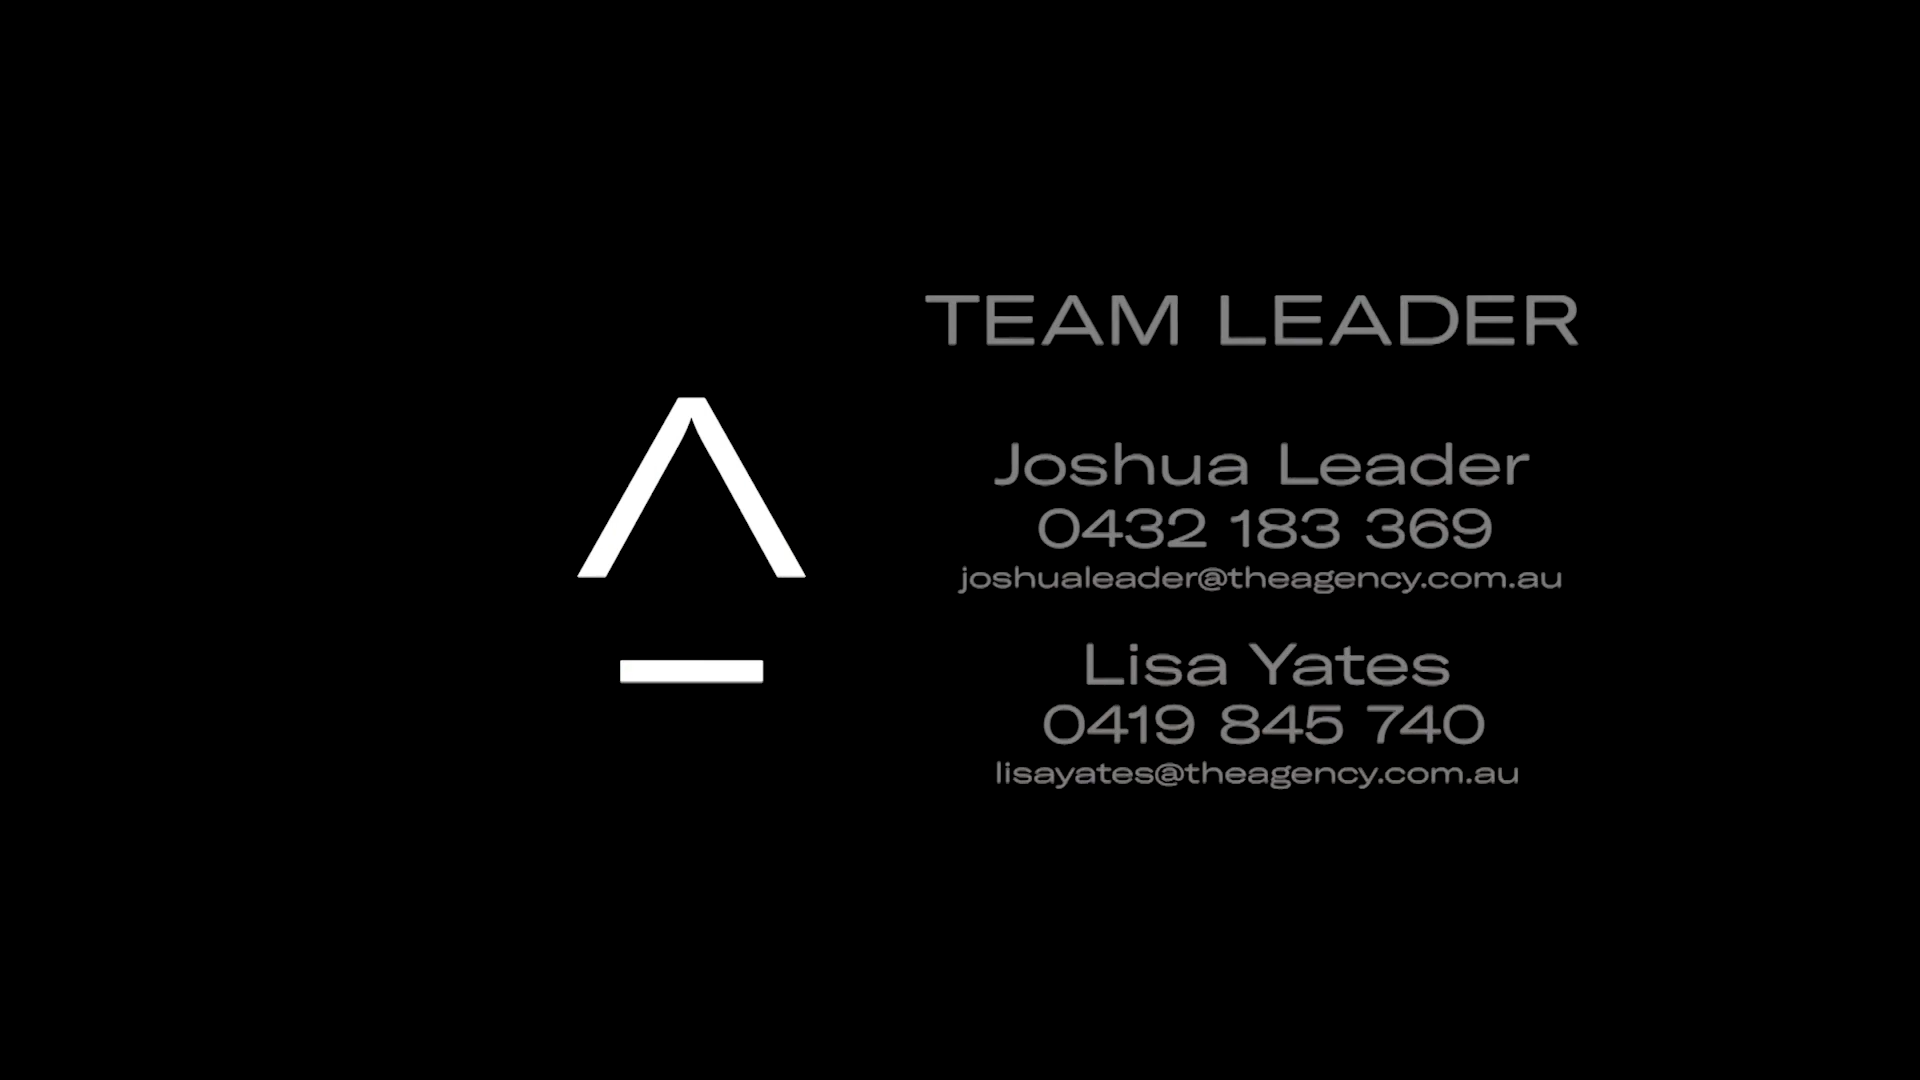 TEAM LEADER
Joshua Leader
0432 183 369
joshualeader@theagency.com.au
Lisa Yates
0419 845 740
lisayates@theagency.com.au